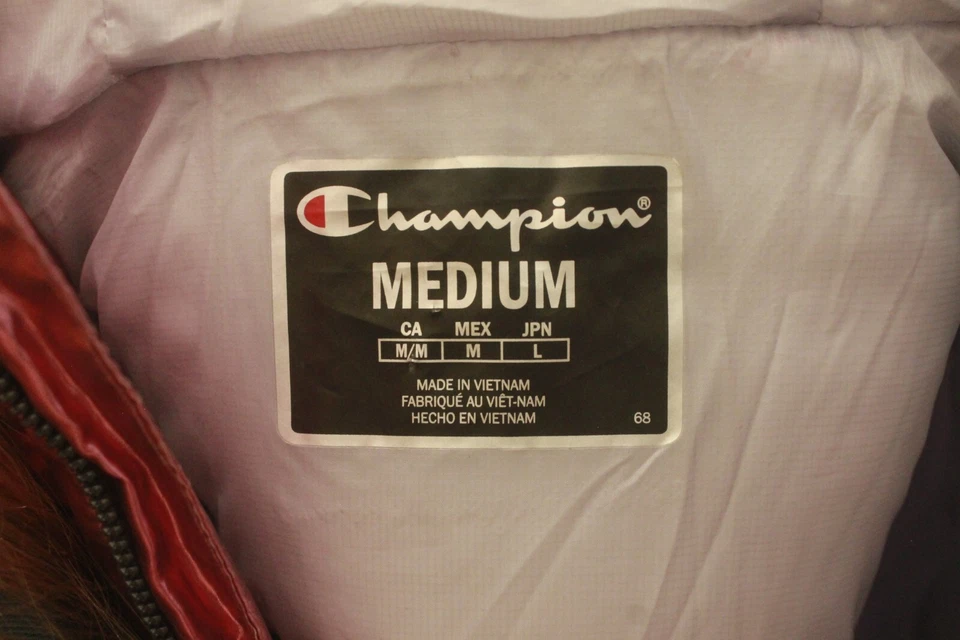 Champion®
MEDIUM
CA MEX JPN
M/M M L
MADE IN VIETNAM
FABRIQUÉ AU VIÊT-NAM
HECHO EN VIETNAM
68